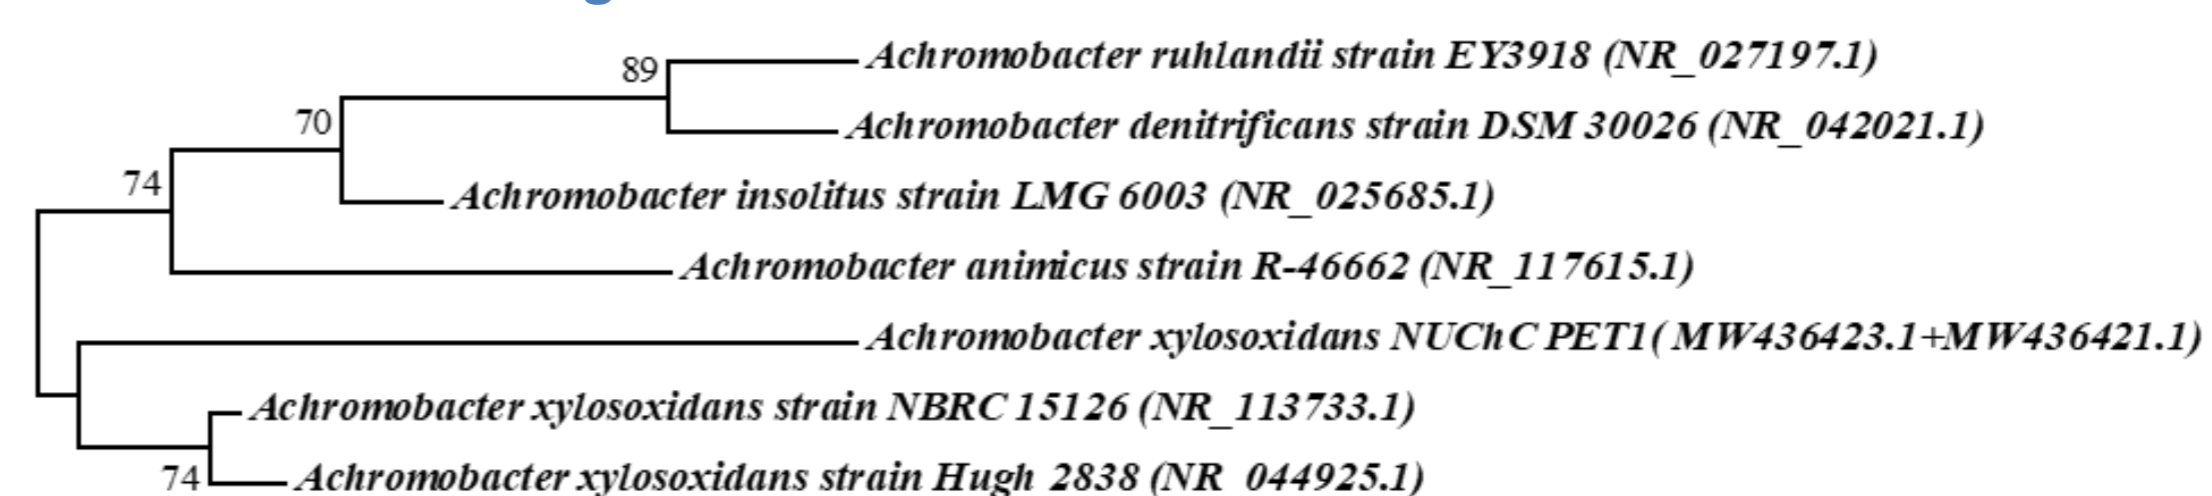 89
Achromobacter ruhlandii strain EY3918 (NR_027197.1)
Achromobacter denitrificans strain DSM 30026 (NR_042021.1)
70
Achromobacter insolitus strain LMG 6003 (NR_025685.1)
74
Achromobacter animicus strain R-46662 (NR_117615.1)
Achromobacter xylosoxidans NUChC PET1( MW436423.1+MW436421.1)
Achromobacter xylosoxidans strain NBRC 15126 (NR_113733.1)
74
Achromobacter xylosoxidans strain Hugh 2838 (NR 044925.1)